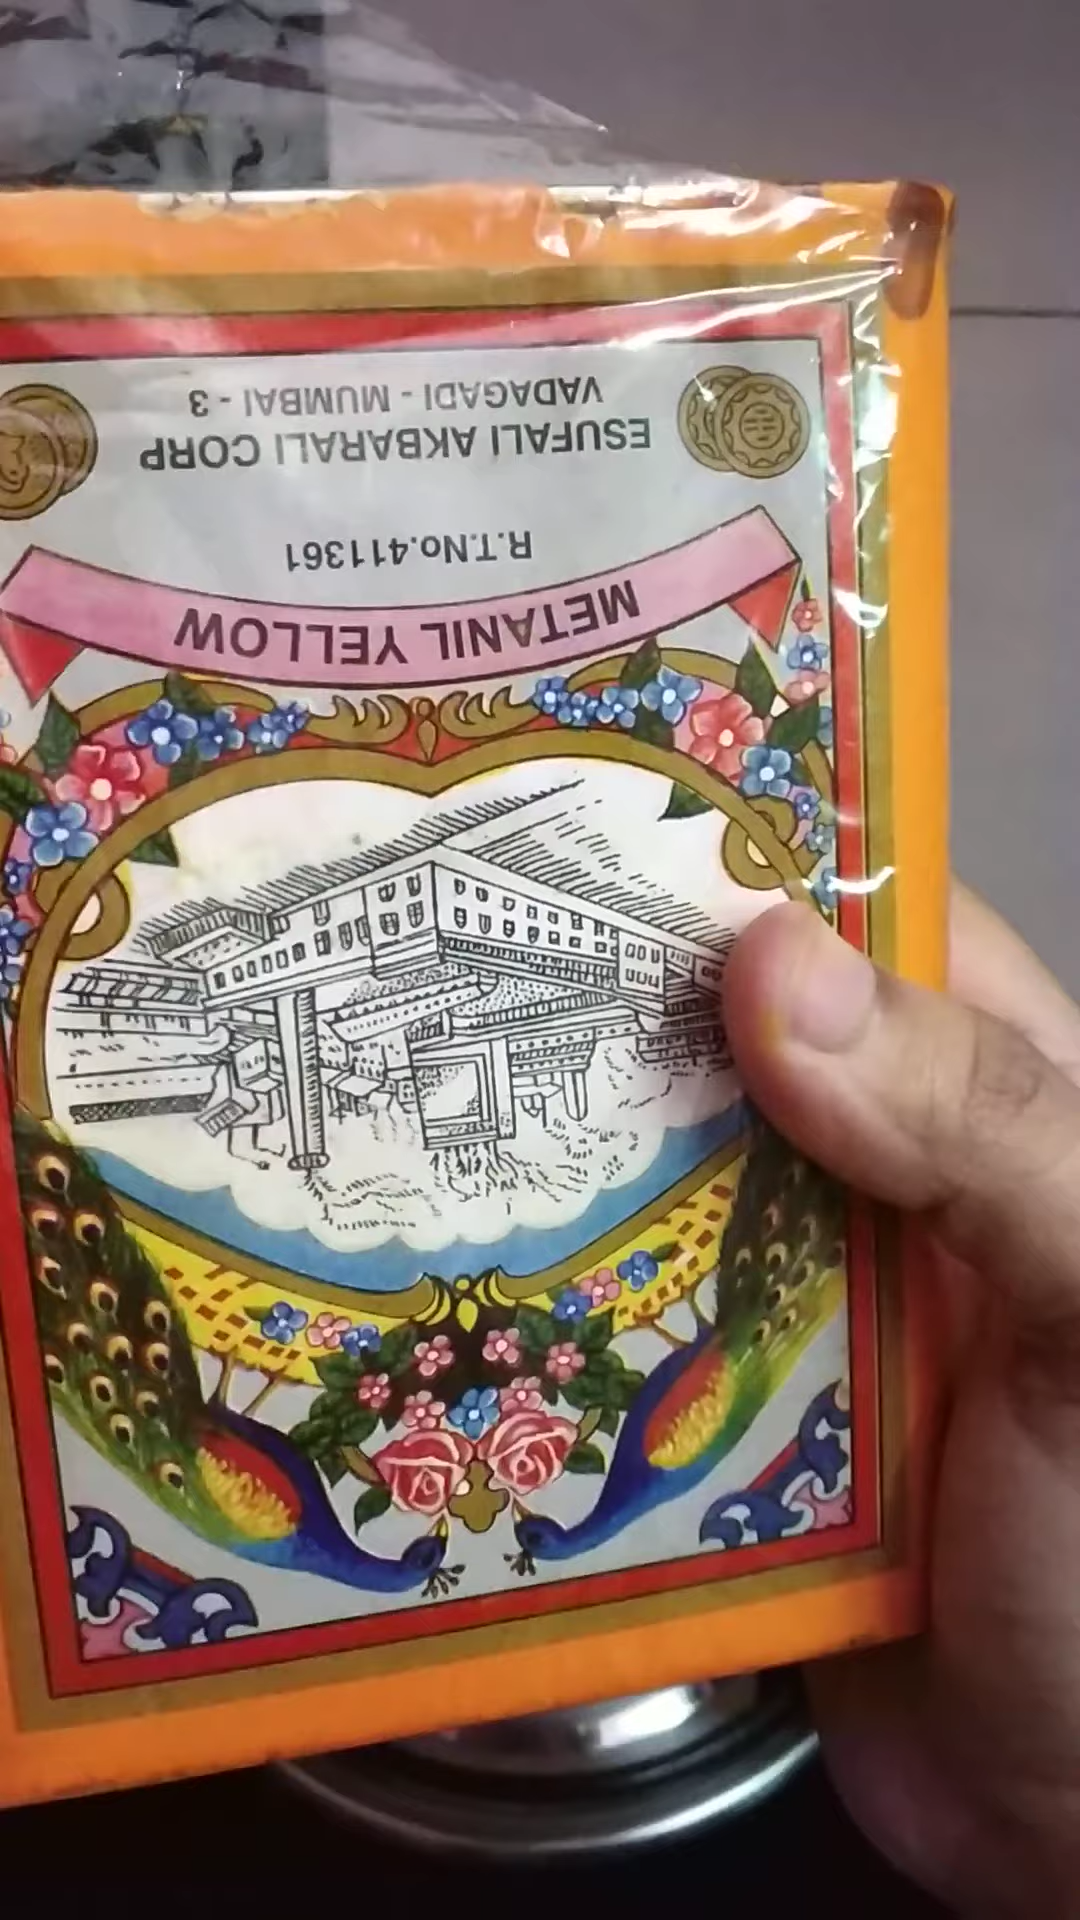 METANIL YELLOW
R.T.No.411361
ESUFALI AKBARALI CORP
VADAGADI - MUMBAI - 3